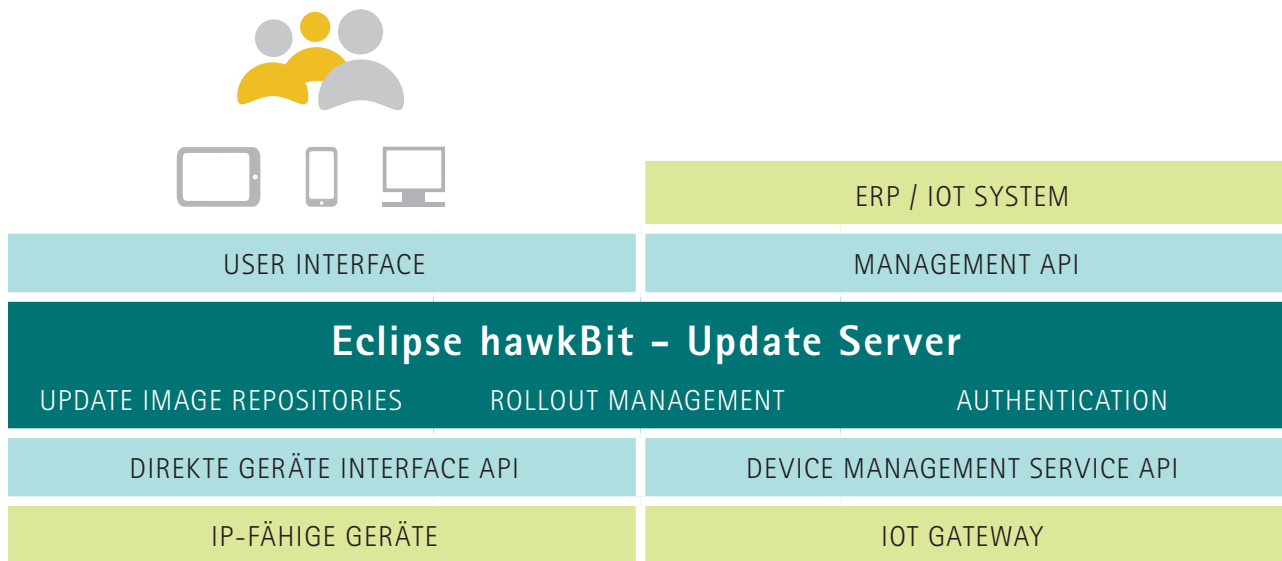 ERP / IOT SYSTEM
USER INTERFACE
MANAGEMENT API
Eclipse hawkBit – Update Server
UPDATE IMAGE REPOSITORIES
ROLLOUT MANAGEMENT
AUTHENTICATION
DIREKTE GERÄTE INTERFACE API
DEVICE MANAGEMENT SERVICE API
IP-FÄHIGE GERÄTE
IOT GATEWAY